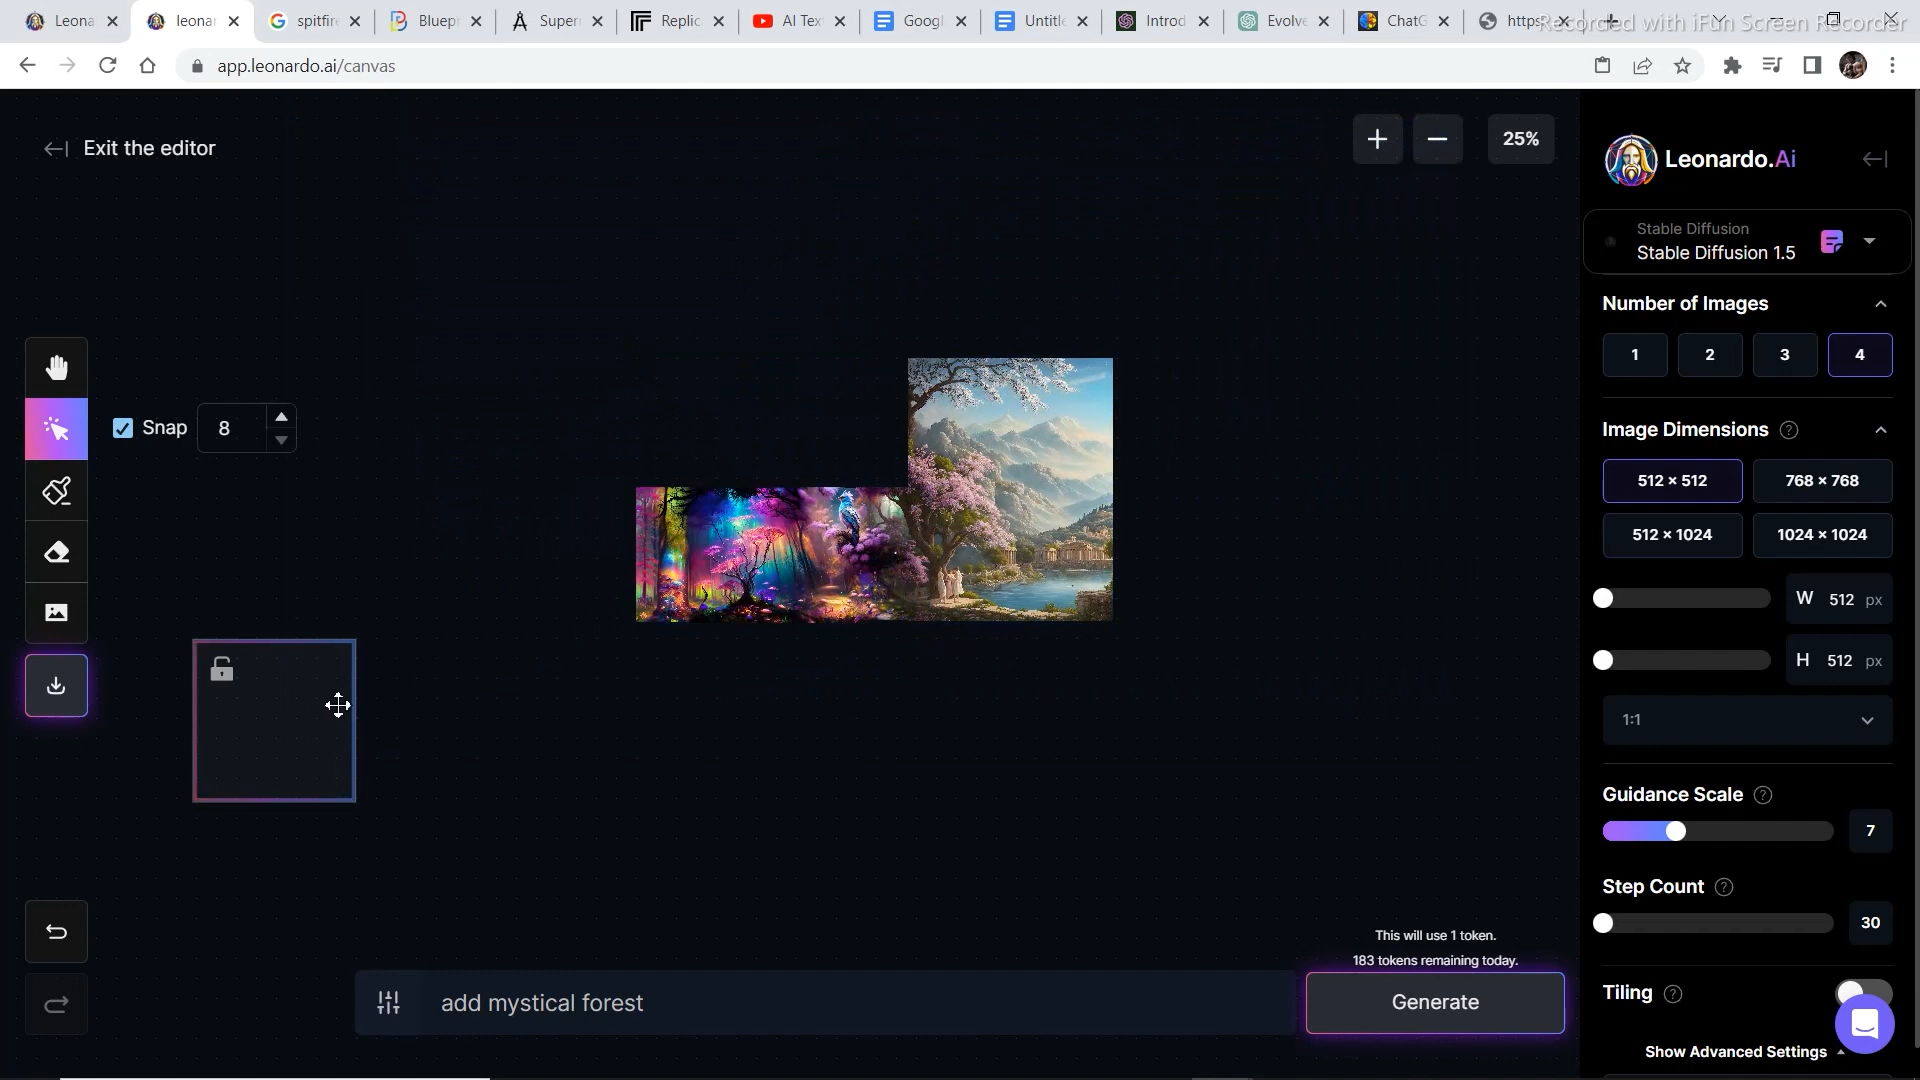 Leona
leonar
spitfire
Bluepr
Supern
Replic
AI Tex
Googl
Untitle
Introd
Evolve
ChatG
https:
Recorded with iFun Screen Recorder
app.leonardo.ai/canvas
Exit the editor
25%
Leonardo.Ai
Stable Diffusion
Stable Diffusion 1.5
Number of Images
1 2 3 4
Snap 8
Image Dimensions ?
512 × 512 768 × 768
512 × 1024 1024 × 1024
W 512 px
H 512 px
1:1
Guidance Scale ?
7
Step Count ?
30
This will use 1 token.
183 tokens remaining today.
add mystical forest
Generate
Tiling ?
Show Advanced Settings